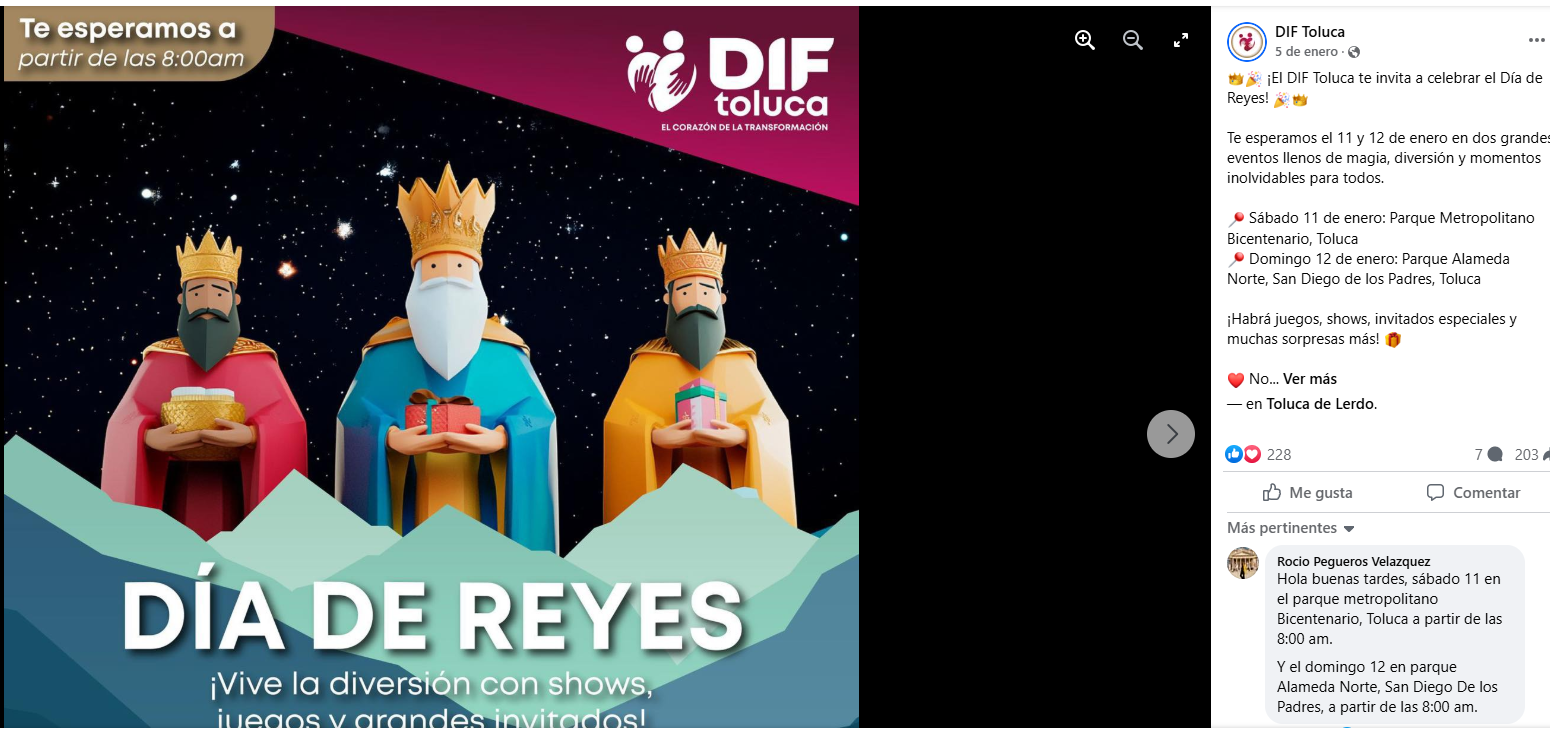 Te esperamos a
partir de las 8:00am
DIF
toluca
EL CORAZÓN DE LA TRANSFORMACIÓN
DÍA DE REYES
¡Vive la diversión con shows,
juegos y grandes invitados!
DIF Toluca
5 de enero ·
¡El DIF Toluca te invita a celebrar el Día de
Reyes!
Te esperamos el 11 y 12 de enero en dos grandes
eventos llenos de magia, diversión y momentos
inolvidables para todos.
Sábado 11 de enero: Parque Metropolitano
Bicentenario, Toluca
Domingo 12 de enero: Parque Alameda
Norte, San Diego de los Padres, Toluca
¡Habrá juegos, shows, invitados especiales y
muchas sorpresas más!
No... Ver más
— en Toluca de Lerdo.
228
7
203
Me gusta
Comentar
Más pertinentes
Rocio Pegueros Velazquez
Hola buenas tardes, sábado 11 en
el parque metropolitano
Bicentenario, Toluca a partir de las
8:00 am.
Y el domingo 12 en parque
Alameda Norte, San Diego De los
Padres, a partir de las 8:00 am.